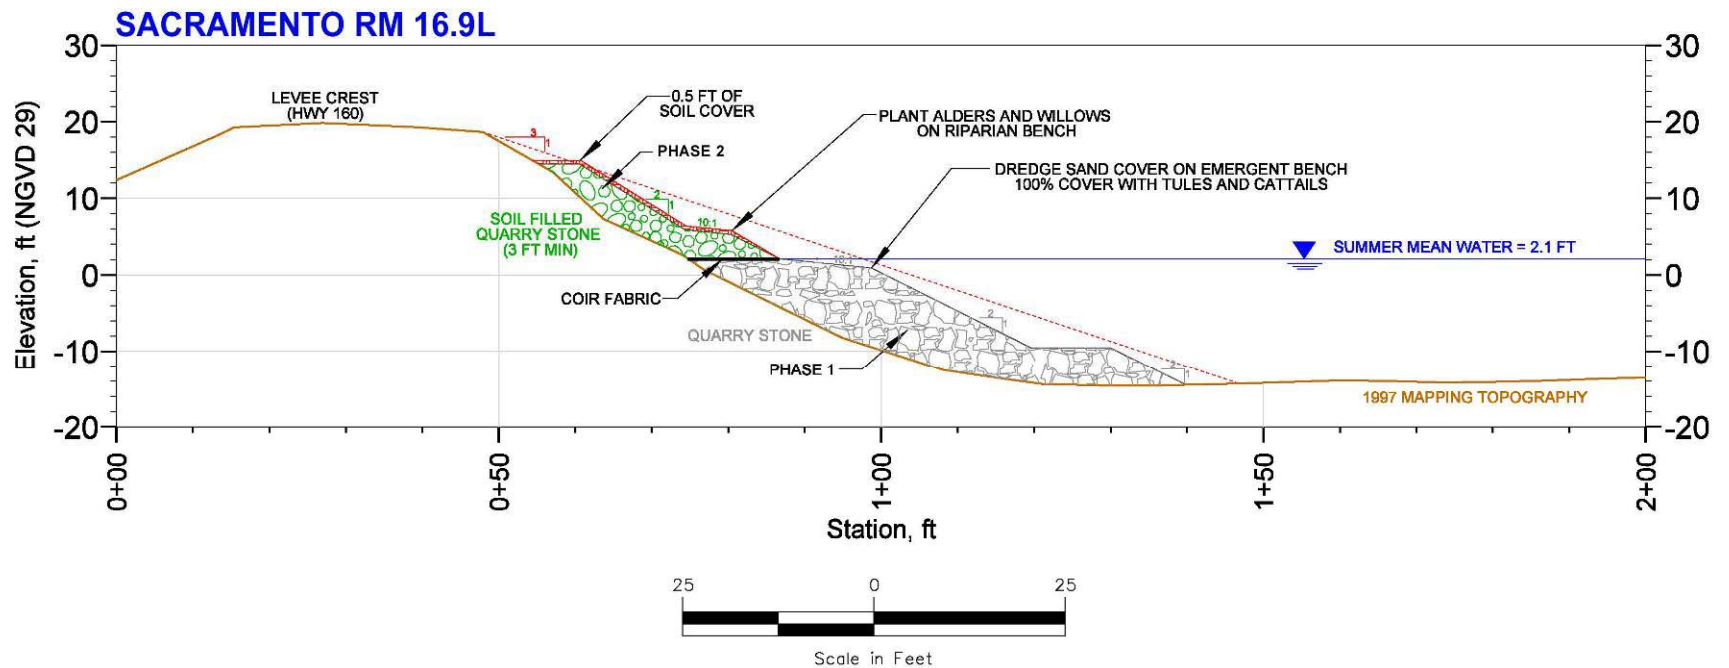 SACRAMENTO RM 16.9L
30
20
10
0
-10
-20
Elevation, ft (NGVD 29)
LEVEE CREST
(HWY 160)
0.5 FT OF
SOIL COVER
PHASE 2
PLANT ALDERS AND WILLOWS
ON RIPARIAN BENCH
DREDGE SAND COVER ON EMERGENT BENCH
100% COVER WITH TULES AND CATTAILS
3
1
2
1
10:1
SOIL FILLED
QUARRY STONE
(3 FT MIN)
SUMMER MEAN WATER = 2.1 FT
COIR FABRIC
QUARRY STONE
2
1
PHASE 1
1
1997 MAPPING TOPOGRAPHY
30
20
10
0
-10
-20
0+00
0+50
1+00
1+50
2+00
Station, ft
25 0 25
Scale in Feet